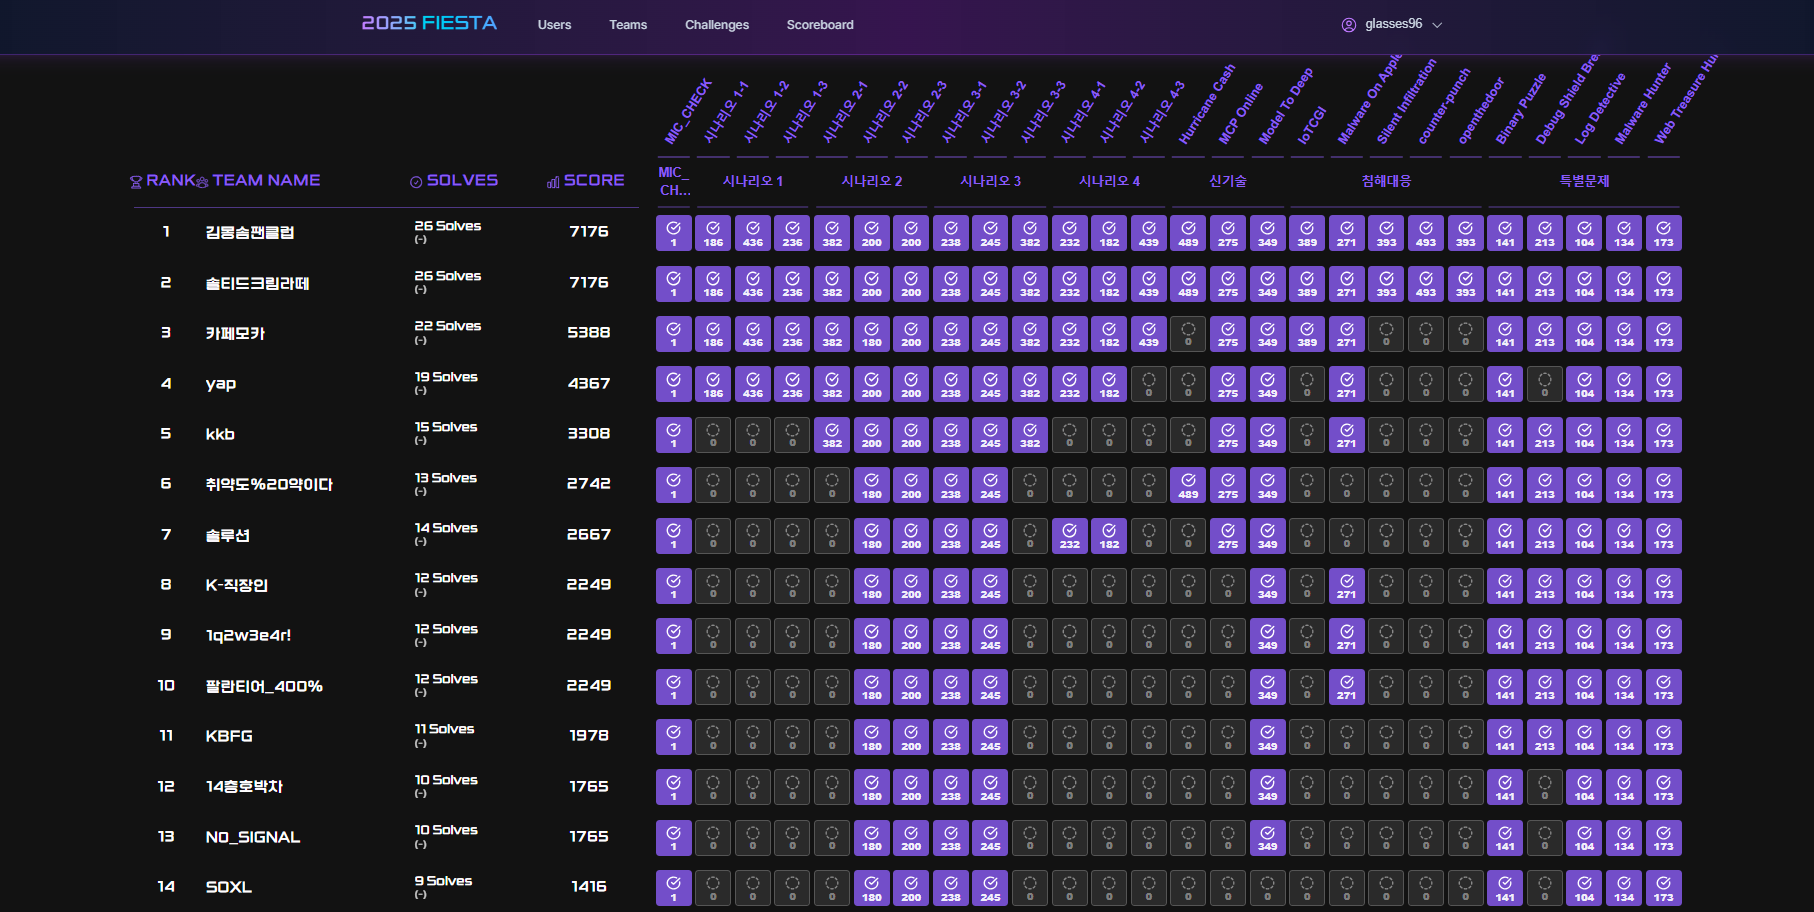 2025 FIESTA Users Teams Challenges Scoreboard glasses96
MIC_CHECK 시나리오 1-1 시나리오 1-2 시나리오 1-3 시나리오 2-1 시나리오 2-2 시나리오 2-3 시나리오 3-1 시나리오 3-2 시나리오 3-3 시나리오 4-1 시나리오 4-2 시나리오 4-3 Hurricane Cash MCP Online Model To Deep IoTCGI Malware On Apple Silent Infiltration counter-punch openthedoor Binary Puzzle Debug Shield Bre Log Detective Malware Hunter Web Treasure Hu
RANK TEAM NAME SOLVES SCORE MIC_CH... 시나리오 1 시나리오 2 시나리오 3 시나리오 4 신기술 침해대응 특별문제
1 김똥솜팬클럽 26 Solves (-) 7176 1 186 436 236 382 200 200 238 245 382 232 182 439 489 275 349 389 271 393 493 393 141 213 104 134 173
2 솔티드크림라떼 26 Solves (-) 7176 1 186 436 236 382 200 200 238 245 382 232 182 439 489 275 349 389 271 393 493 393 141 213 104 134 173
3 카페모카 22 Solves (-) 5388 1 186 436 236 382 180 200 238 245 382 232 182 439 0 275 349 389 271 0 0 0 141 213 104 134 173
4 yap 19 Solves (-) 4367 1 186 436 236 382 200 200 238 245 382 232 182 0 0 275 349 0 271 0 0 0 141 0 104 134 173
5 kkb 15 Solves (-) 3308 1 0 0 0 382 200 200 238 245 382 0 0 0 0 275 349 0 271 0 0 0 141 213 104 134 173
6 취약도%20약이다 13 Solves (-) 2742 1 0 0 0 0 180 200 238 245 0 0 0 0 489 275 349 0 0 0 0 0 141 213 104 134 173
7 솔루션 14 Solves (-) 2667 1 0 0 0 0 180 200 238 245 0 232 182 0 0 275 349 0 0 0 0 0 141 213 104 134 173
8 K-직장인 12 Solves (-) 2249 1 0 0 0 0 180 200 238 245 0 0 0 0 0 0 349 0 271 0 0 0 141 213 104 134 173
9 1q2w3e4r! 12 Solves (-) 2249 1 0 0 0 0 180 200 238 245 0 0 0 0 0 0 349 0 271 0 0 0 141 213 104 134 173
10 팔란티어_400% 12 Solves (-) 2249 1 0 0 0 0 180 200 238 245 0 0 0 0 0 0 349 0 271 0 0 0 141 213 104 134 173
11 KBFG 11 Solves (-) 1978 1 0 0 0 0 180 200 238 245 0 0 0 0 0 0 349 0 0 0 0 0 141 213 104 134 173
12 14층호박차 10 Solves (-) 1765 1 0 0 0 0 180 200 238 245 0 0 0 0 0 0 349 0 0 0 0 0 141 0 104 134 173
13 NO_SIGNAL 10 Solves (-) 1765 1 0 0 0 0 180 200 238 245 0 0 0 0 0 0 349 0 0 0 0 0 141 0 104 134 173
14 SOXL 9 Solves (-) 1416 1 0 0 0 0 180 200 238 245 0 0 0 0 0 0 0 0 0 0 0 0 141 0 104 134 173